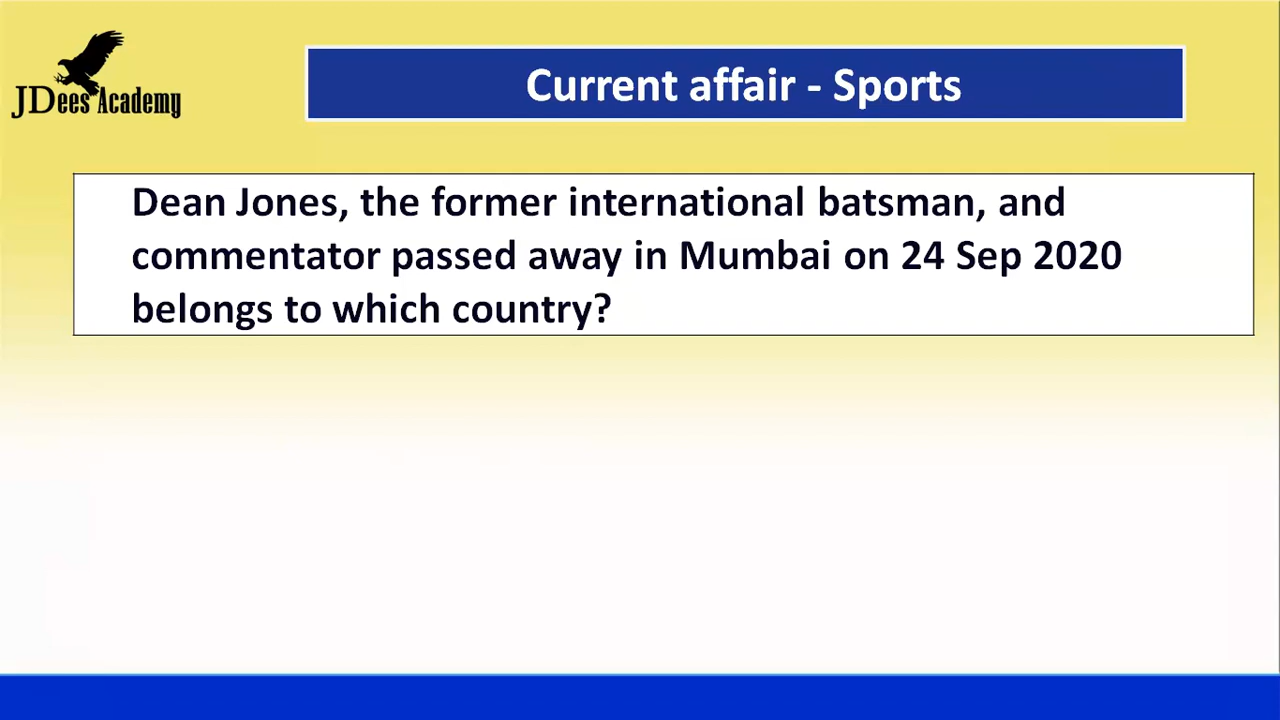 JDees Academy
Current affair - Sports
Dean Jones, the former international batsman, and
commentator passed away in Mumbai on 24 Sep 2020
belongs to which country?